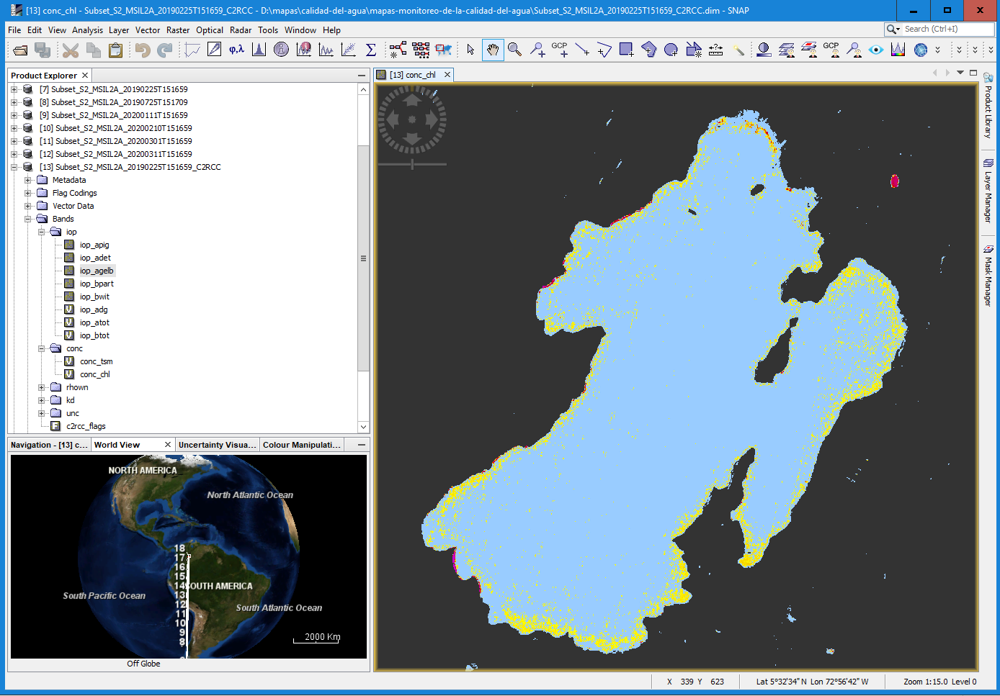 [13] conc_chl - Subset_S2_MSIL2A_20190225T151659_C2RCC - D:\mapas\calidad-del-agua\mapas-monitoreo-de-la-calidad-del-agua\Subset_S2_MSIL2A_20190225T151659_C2RCC.dim - SNAP
File Edit View Analysis Layer Vector Raster Optical Radar Tools Window Help
Search (Ctrl+I)
φ,λ Σ GCP GCP
Product Explorer
[13] conc_chl
[7] Subset_S2_MSIL2A_20190225T151659
[8] Subset_S2_MSIL2A_20190725T151709
[9] Subset_S2_MSIL2A_20200111T151659
[10] Subset_S2_MSIL2A_20200210T151659
[11] Subset_S2_MSIL2A_20200301T151659
[12] Subset_S2_MSIL2A_20200311T151659
[13] Subset_S2_MSIL2A_20190225T151659_C2RCC
Metadata
Flag Codings
Vector Data
Bands
iop
iop_apig
iop_adet
iop_agelb
iop_bpart
iop_bwit
iop_adg
iop_atot
iop_btot
conc
conc_tsm
conc_chl
rhown
kd
unc
c2rcc_flags
Product Library
Layer Manager
Mask Manager
Navigation - [13] c... World View Uncertainty Visua... Colour Manipulati...
NORTH AMERICA
North Atlantic Ocean
18
17
16
15
14
SOUTH AMERICA
13
South Pacific Ocean
12
South Atlantic Ocean
11
10
9
8
2000 Km
Off Globe
X 339 Y 623 Lat 5°32'34" N Lon 72°56'42" W Zoom 1:15.0 Level 0